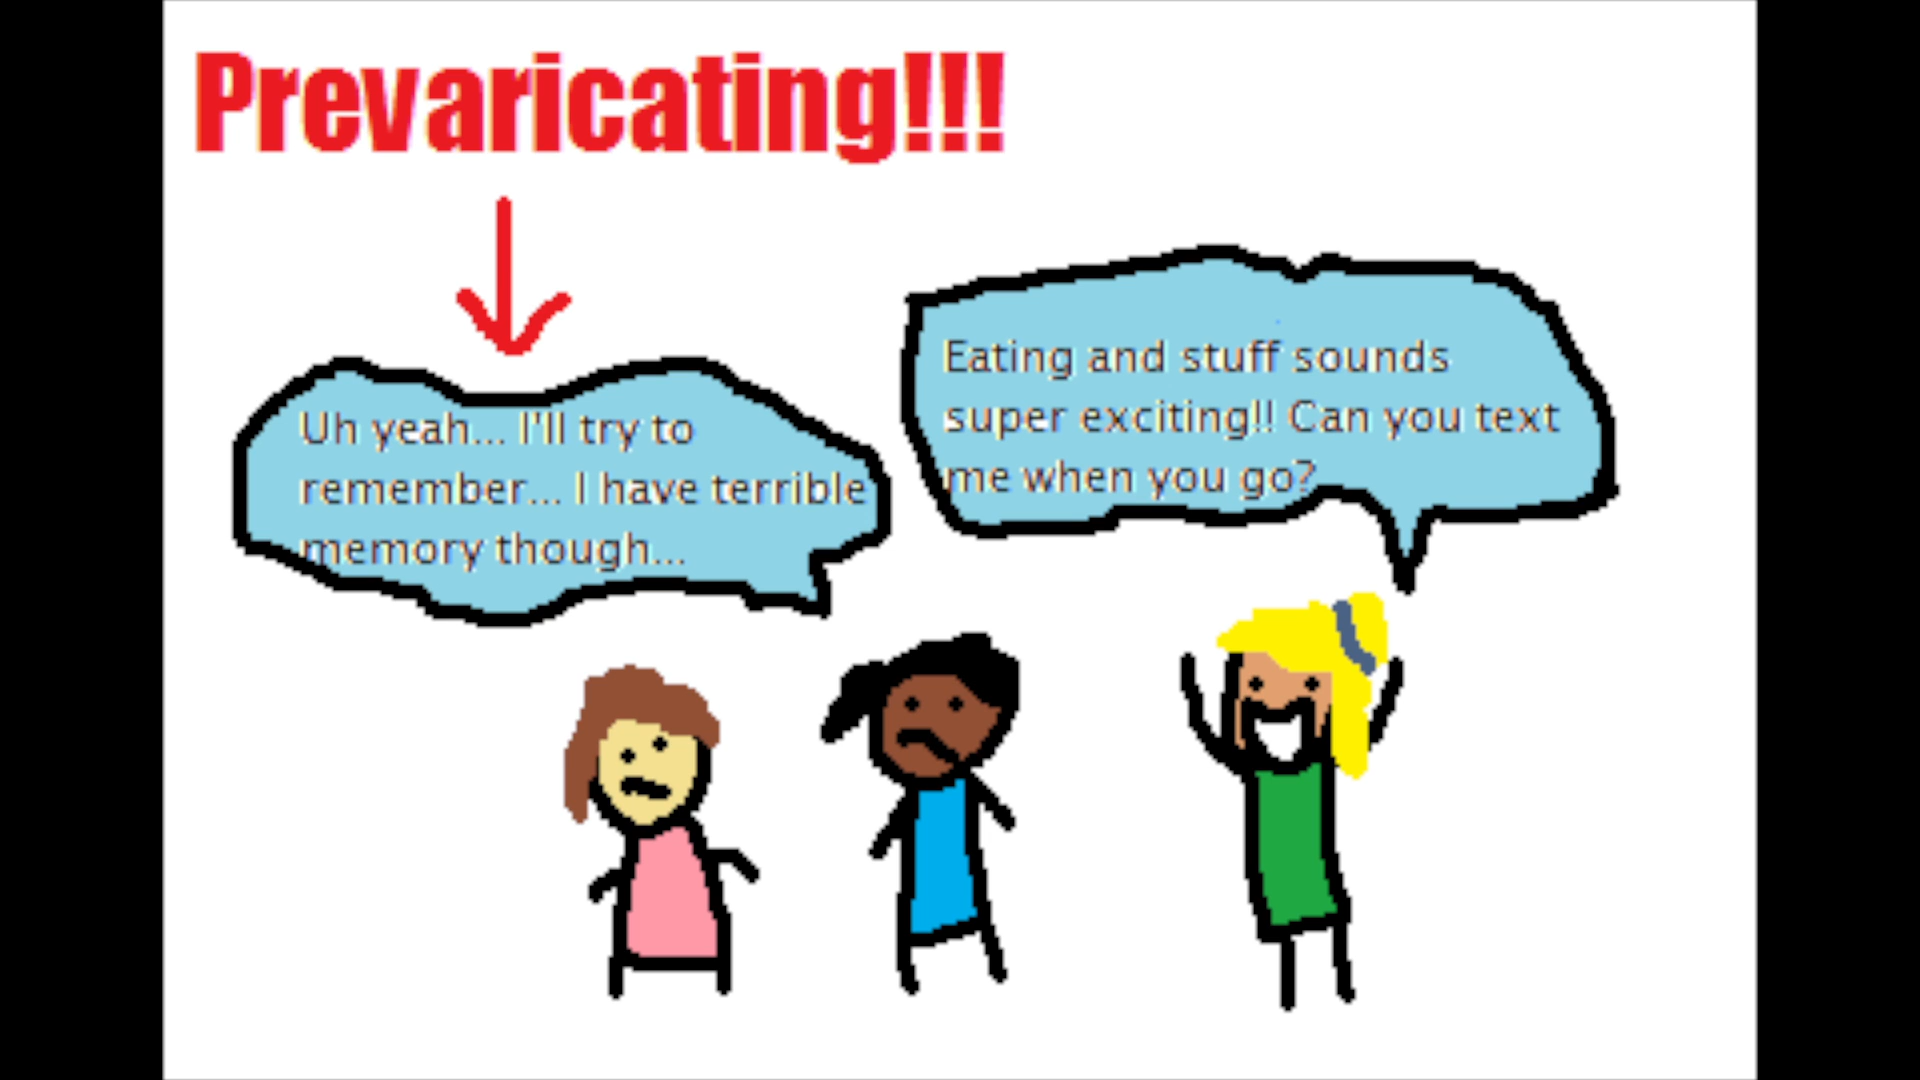 Prevaricating!!!
Uh yeah... I'll try to
remember... I have terrible
memory though...
Eating and stuff sounds
super exciting!! Can you text
me when you go?